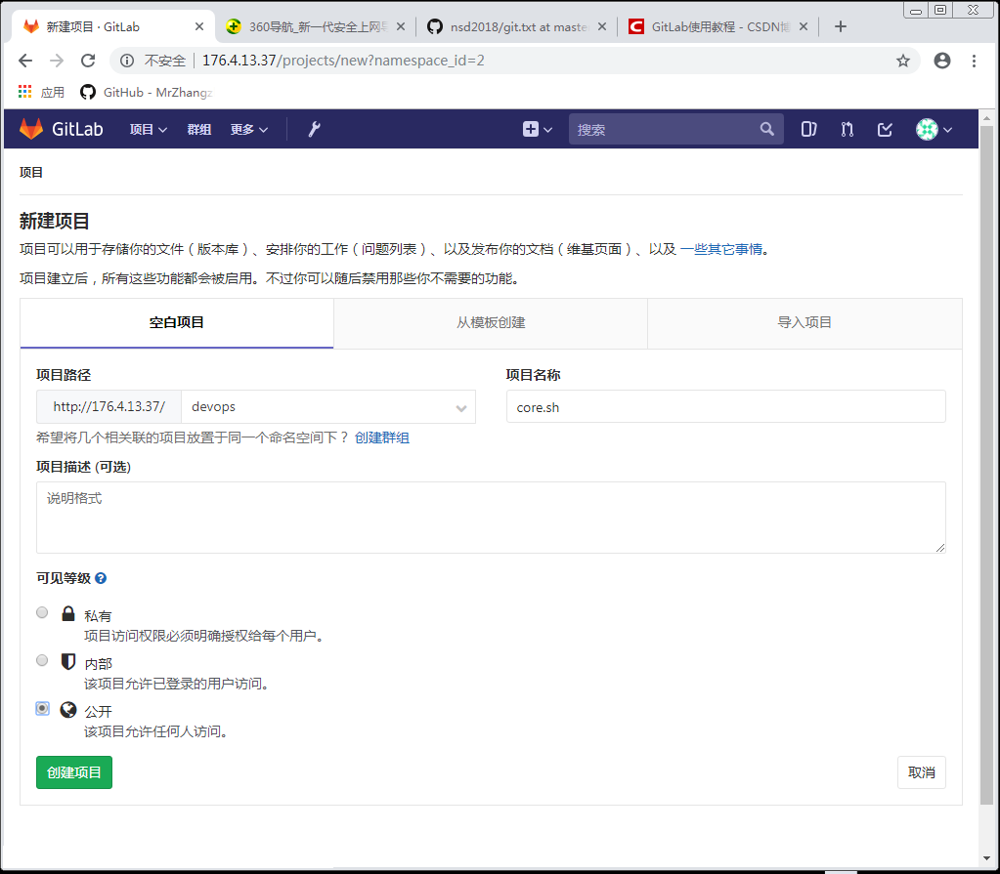 新建项目 · GitLab
360导航_新一代安全上网导
nsd2018/git.txt at maste
GitLab使用教程 - CSDN博
不安全
176.4.13.37/projects/new?namespace_id=2
应用
GitHub - MrZhangz
GitLab
项目
群组
更多
搜索
项目
新建项目
项目可以用于存储你的文件（版本库）、安排你的工作（问题列表）、以及发布你的文档（维基页面）、以及 一些其它事情。
项目建立后，所有这些功能都会被启用。不过你可以随后禁用那些你不需要的功能。
空白项目
从模板创建
导入项目
项目路径
项目名称
http://176.4.13.37/
devops
core.sh
希望将几个相关联的项目放置于同一个命名空间下？ 创建群组
项目描述 (可选)
说明格式
可见等级
私有
项目访问权限必须明确授权给每个用户。
内部
该项目允许已登录的用户访问。
公开
该项目允许任何人访问。
创建项目
取消